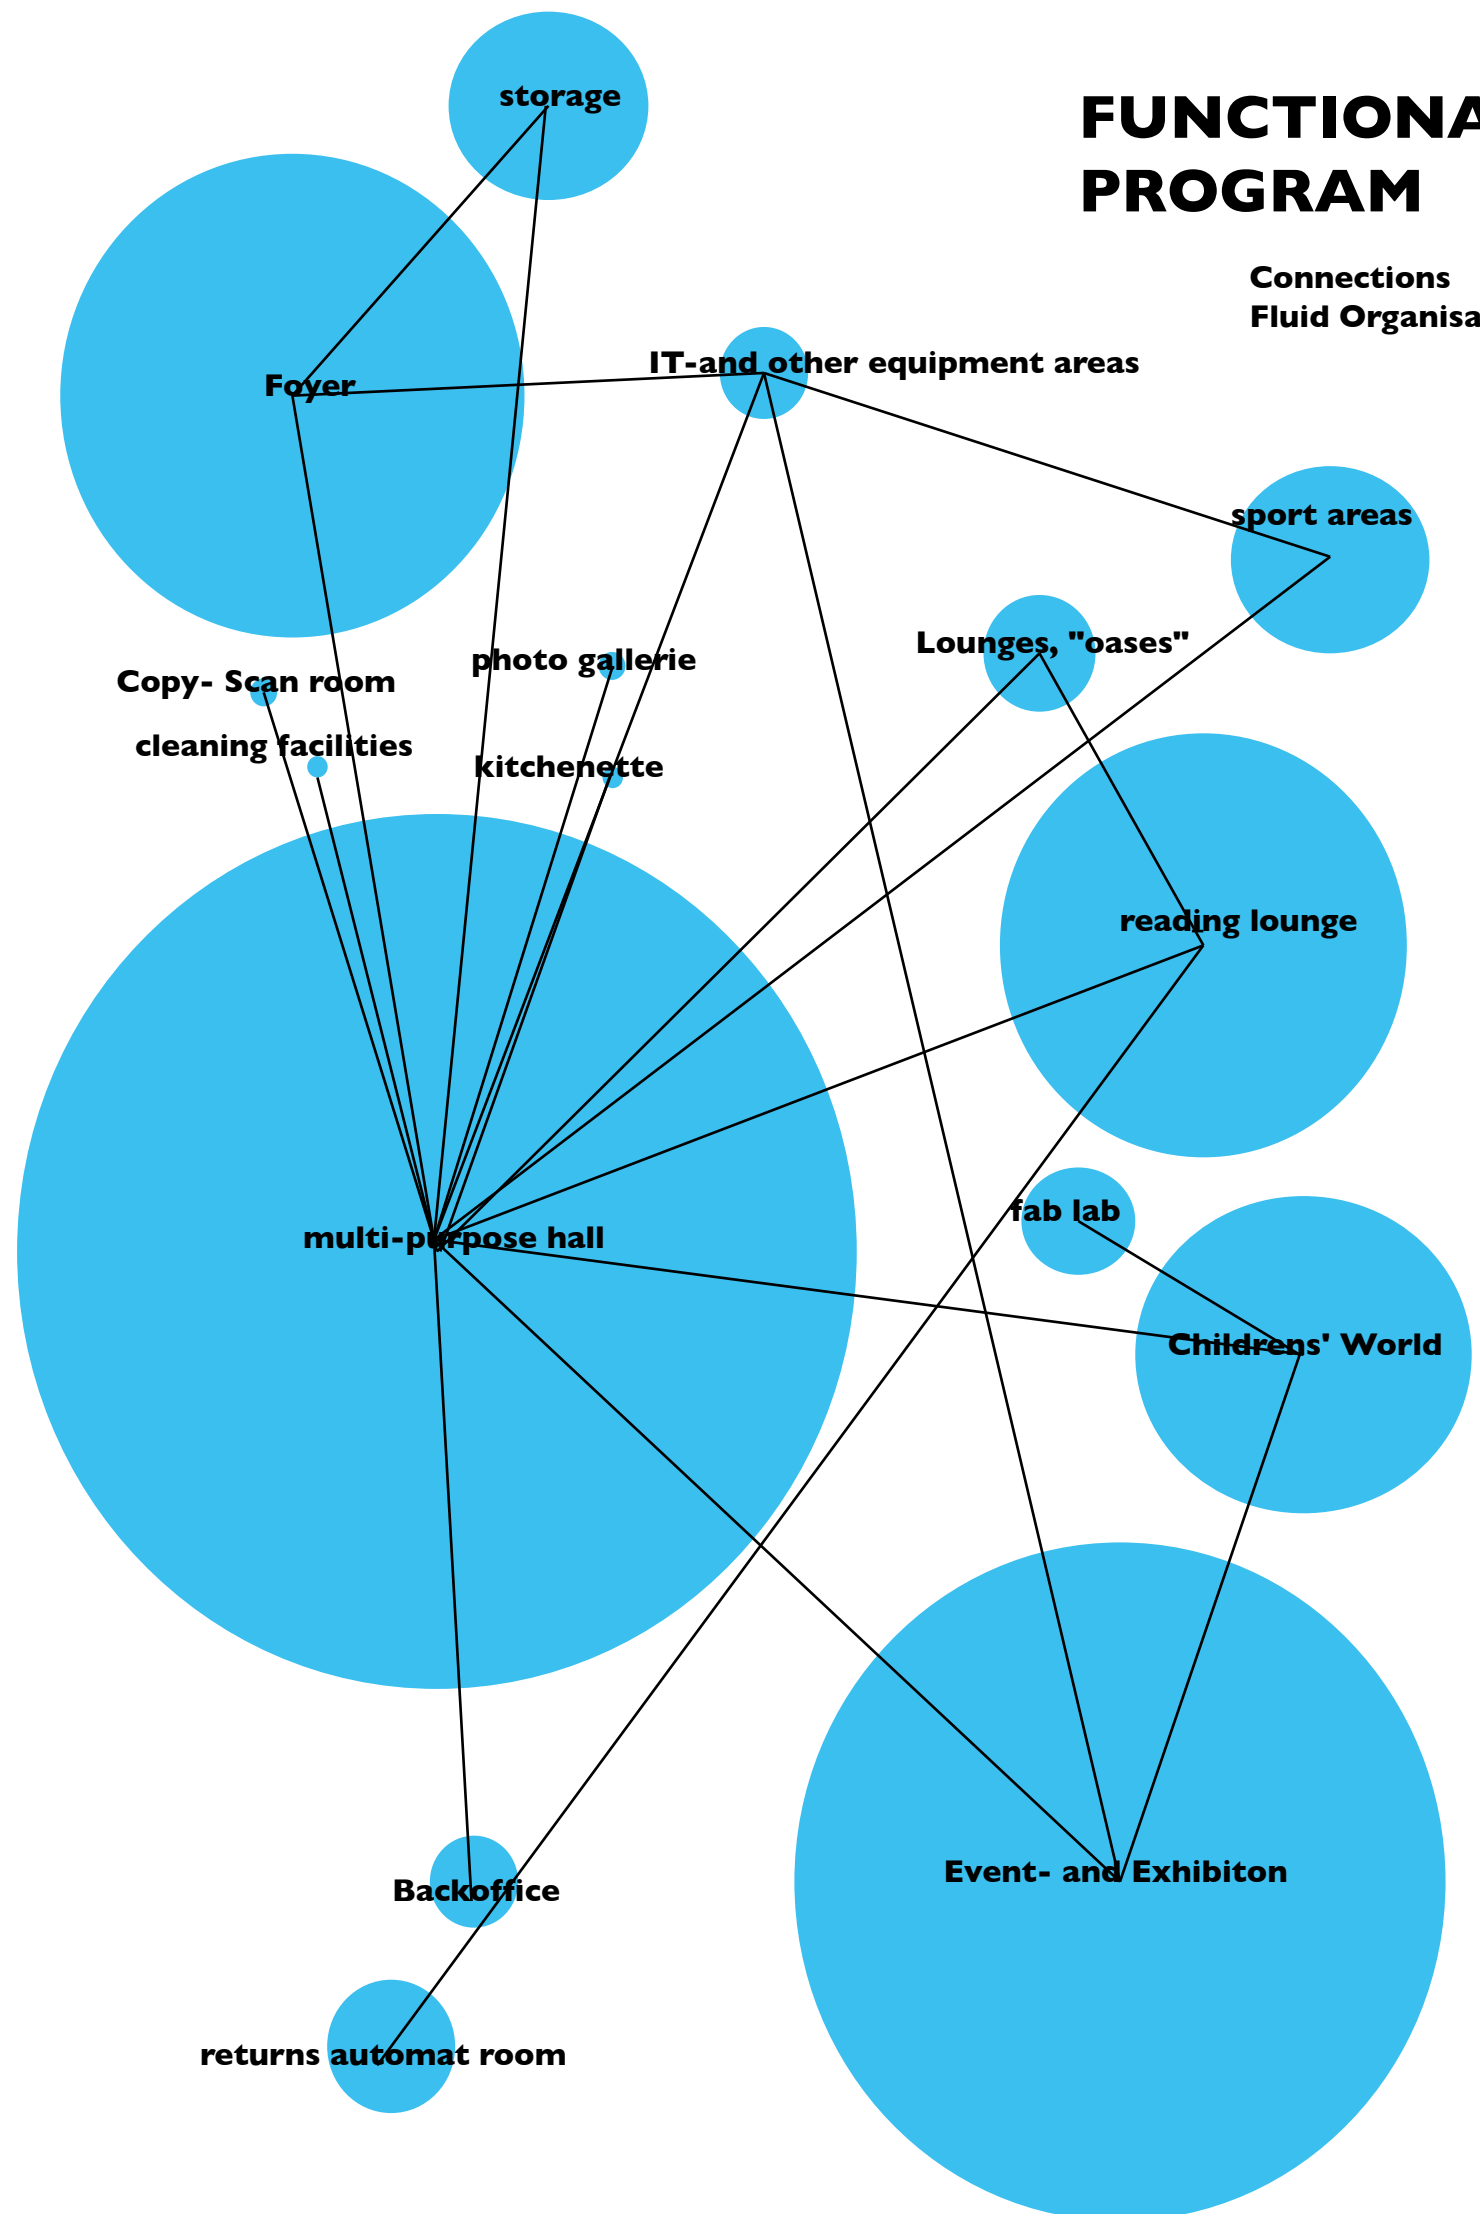 storage
FUNCTIONA
PROGRAM
Connections
Fluid Organisa
IT-and other equipment areas
Foyer
sport areas
Lounges, "oases"
photo gallerie
Copy- Scan room
cleaning facilities
kitchenette
reading lounge
fab lab
multi-purpose hall
Childrens' World
Event- and Exhibiton
Backoffice
returns automat room